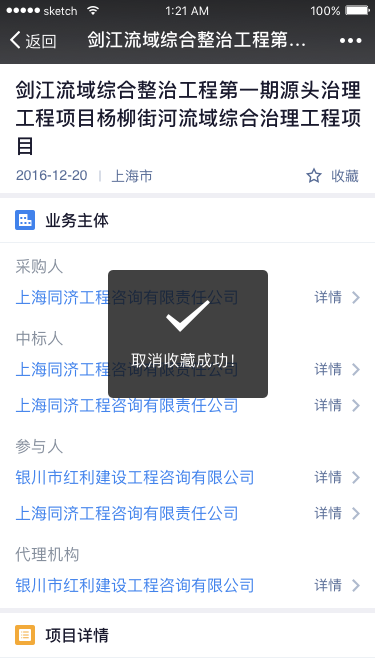 sketch 1:21 AM 100%
返回 剑江流域综合整治工程第...
剑江流域综合整治工程第一期源头治理
工程项目杨柳街河流域综合治理工程项
目
2016-12-20 | 上海市 收藏
业务主体
采购人
上海同济工程咨询有限责任公司 详情
中标人
取消收藏成功!
上海同济工程咨询有限责任公司 详情
上海同济工程咨询有限责任公司 详情
参与人
银川市红利建设工程咨询有限公司 详情
上海同济工程咨询有限责任公司
代理机构
银川市红利建设工程咨询有限公司 详情
项目详情